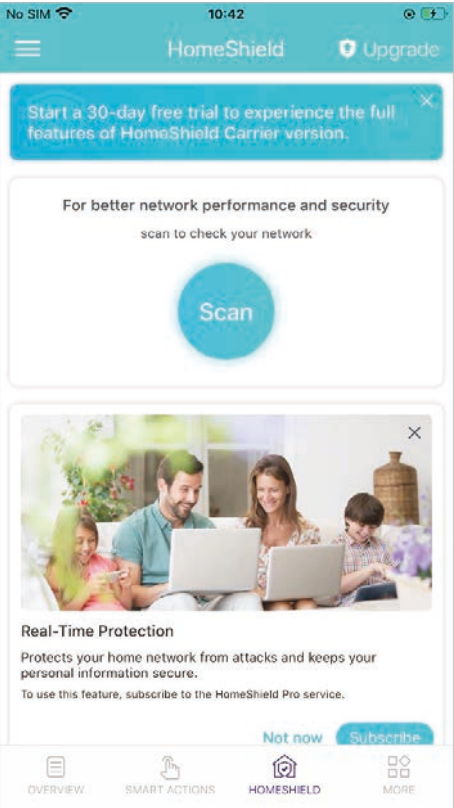 No SIM 10:42
HomeShield Upgrade
Start a 30-day free trial to experience the full
features of HomeShield Carrier version.
For better network performance and security
scan to check your network
Scan
Real-Time Protection
Protects your home network from attacks and keeps your
personal information secure.
To use this feature, subscribe to the HomeShield Pro service.
Not now Subscribe
OVERVIEW SMART ACTIONS HOMESHIELD MORE